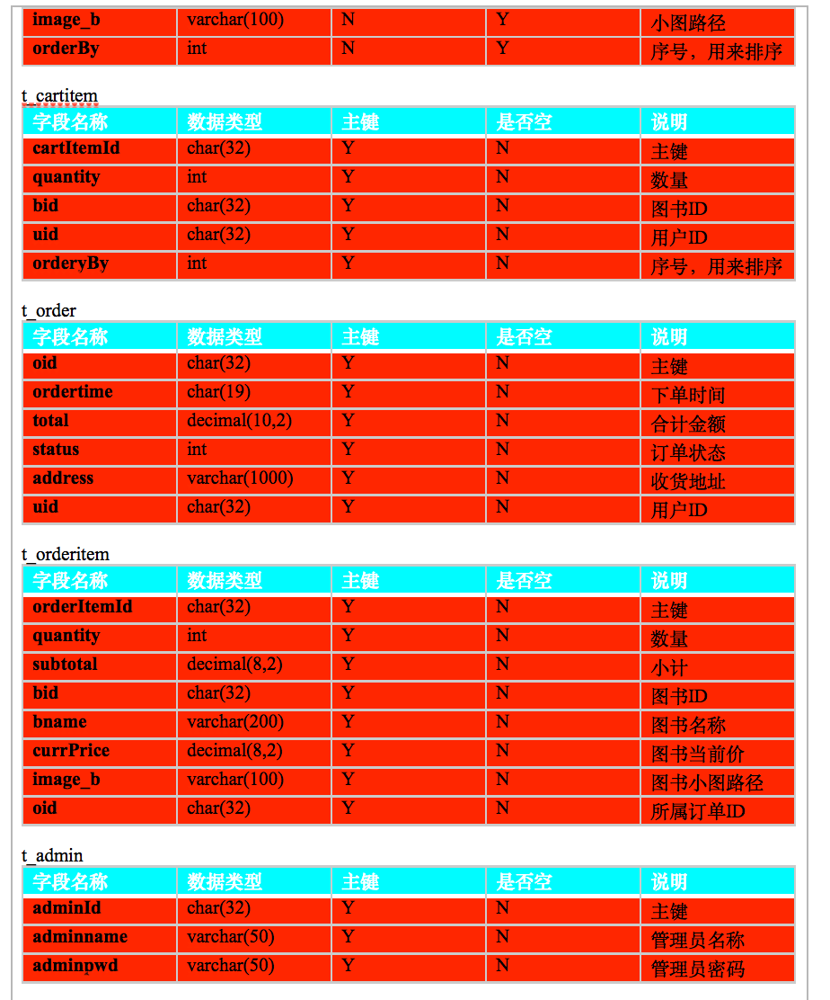 image_b varchar(100) N Y 小图路径
orderBy int N Y 序号，用来排序
t_cartitem
字段名称 数据类型 主键 是否空 说明
cartItemId char(32) Y N 主键
quantity int Y N 数量
bid char(32) Y N 图书ID
uid char(32) Y N 用户ID
orderyBy int Y N 序号，用来排序
t_order
字段名称 数据类型 主键 是否空 说明
oid char(32) Y N 主键
ordertime char(19) Y N 下单时间
total decimal(10,2) Y N 合计金额
status int Y N 订单状态
address varchar(1000) Y N 收货地址
uid char(32) Y N 用户ID
t_orderitem
字段名称 数据类型 主键 是否空 说明
orderItemId char(32) Y N 主键
quantity int Y N 数量
subtotal decimal(8,2) Y N 小计
bid char(32) Y N 图书ID
bname varchar(200) Y N 图书名称
currPrice decimal(8,2) Y N 图书当前价
image_b varchar(100) Y N 图书小图路径
oid char(32) Y N 所属订单ID
t_admin
字段名称 数据类型 主键 是否空 说明
adminId char(32) Y N 主键
adminname varchar(50) Y N 管理员名称
adminpwd varchar(50) Y N 管理员密码